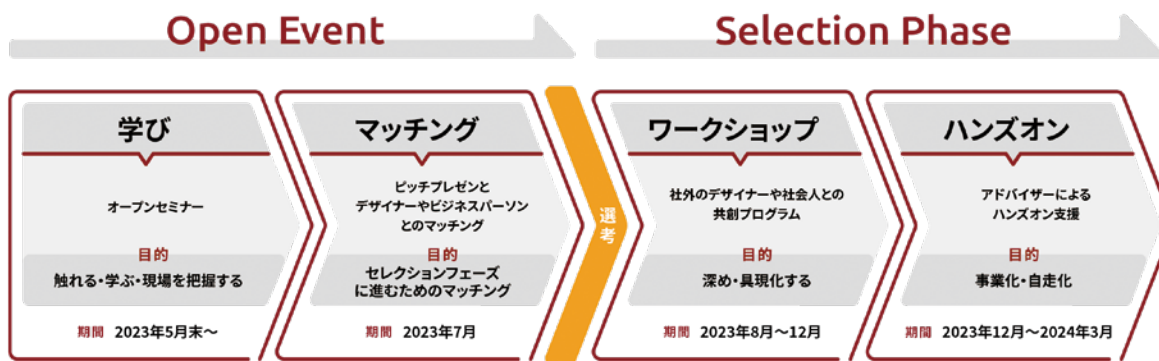 Open Event
Selection Phase
学び
オープンセミナー
目的
触れる・学ぶ・現場を把握する
期間 2023年5月末～
マッチング
ピッチプレゼンと
デザイナーやビジネスパーソン
とのマッチング
目的
セレクションフェーズ
に進むためのマッチング
期間 2023年7月
選考
ワークショップ
社外のデザイナーや社会人との
共創プログラム
目的
深め・具現化する
期間 2023年8月～12月
ハンズオン
アドバイザーによる
ハンズオン支援
目的
事業化・自走化
期間 2023年12月～2024年3月